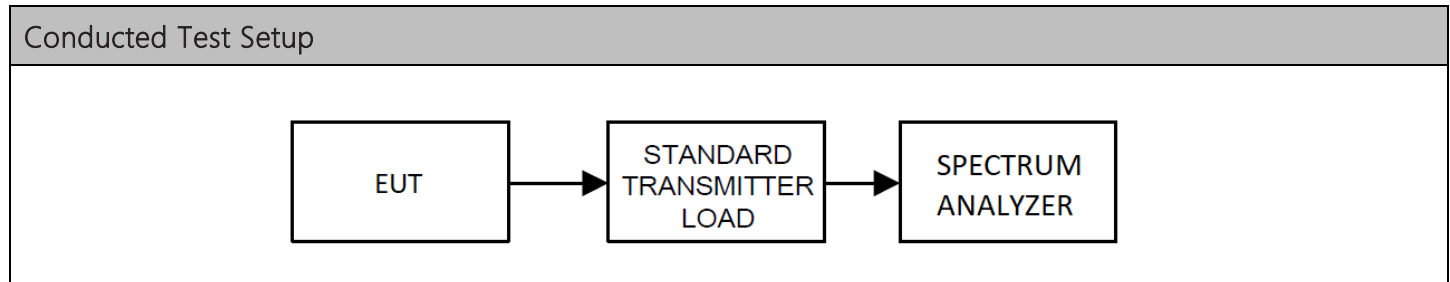 Conducted Test Setup
EUT
STANDARD
TRANSMITTER
LOAD
SPECTRUM
ANALYZER